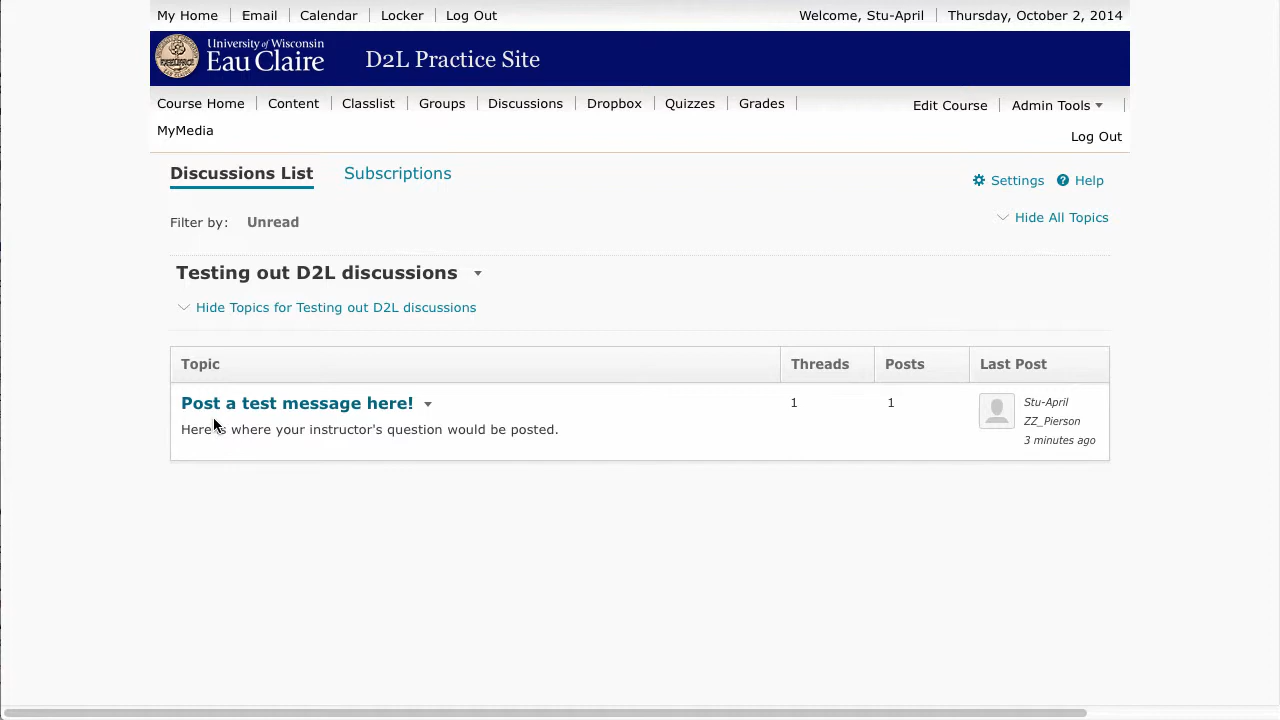 My Home Email Calendar Locker Log Out Welcome, Stu-April Thursday, October 2, 2014
University of Wisconsin
Eau Claire
D2L Practice Site
Course Home Content Classlist Groups Discussions Dropbox Quizzes Grades Edit Course Admin Tools
MyMedia Log Out
Discussions List Subscriptions Settings Help
Filter by: Unread Hide All Topics
Testing out D2L discussions
Hide Topics for Testing out D2L discussions
Topic Threads Posts Last Post
Post a test message here! 1 1 Stu-April
ZZ_Pierson
Here's where your instructor's question would be posted.
3 minutes ago